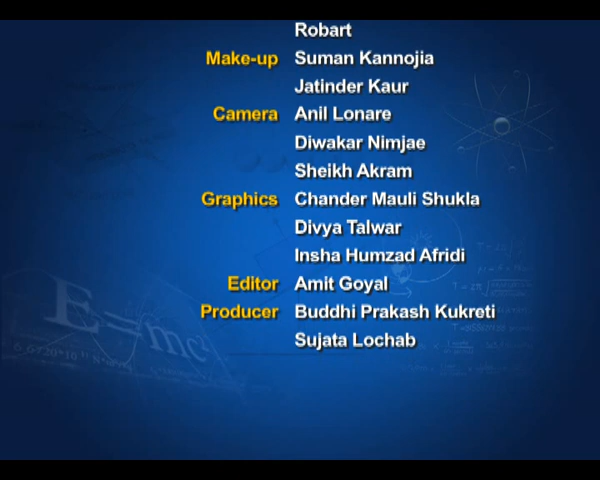 Robart
Make-up Suman Kannojia
Jatinder Kaur
Camera Anil Lonare
Diwakar Nimjae
Sheikh Akram
Graphics Chander Mauli Shukla
Divya Talwar
Insha Humzad Afridi
Editor Amit Goyal
Producer Buddhi Prakash Kukreti
Sujata Lochab
E=mc²